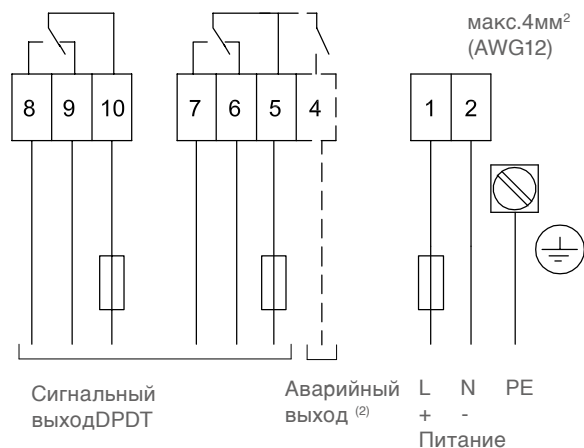 макс.4мм²
(AWG12)
8 9 10 7 6 5 4 1 2
Сигнальный
выходDPDT
Аварийный
выход (2)
L N PE
+ -
Питание